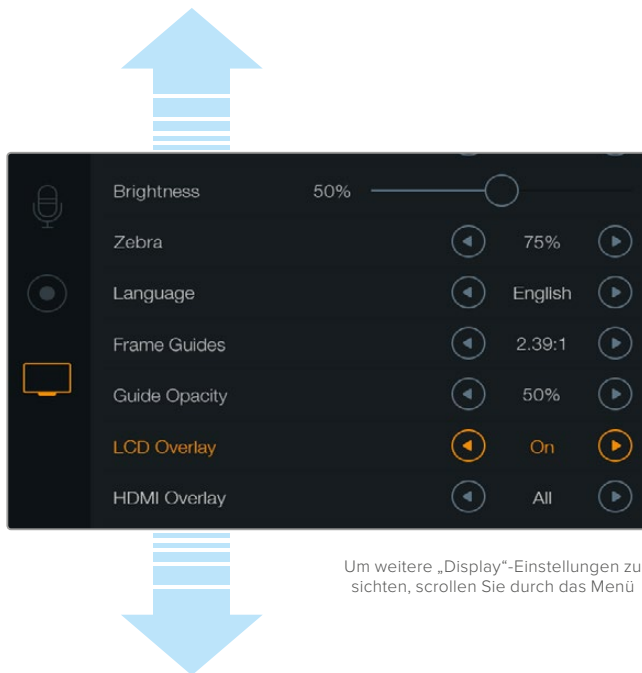 Brightness 50%
Zebra 75%
Language English
Frame Guides 2.39:1
Guide Opacity 50%
LCD Overlay On
HDMI Overlay All
Um weitere „Display“-Einstellungen zu
sichten, scrollen Sie durch das Menü